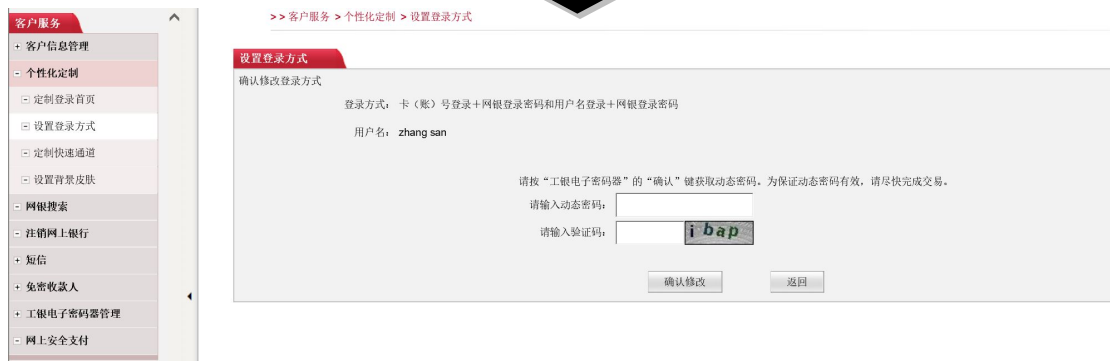 客户服务
+ 客户信息管理
- 个性化定制
定制登录首页
设置登录方式
定制快速通道
设置背景皮肤
- 网银搜索
- 注销网上银行
+ 短信
+ 免密收款人
+ 工银电子密码器管理
- 网上安全支付
>> 客户服务 > 个性化定制 > 设置登录方式
设置登录方式
确认修改登录方式
登录方式： 卡（账）号登录＋网银登录密码和用户名登录＋网银登录密码
用户名： zhang san
请按“工银电子密码器”的“确认”键获取动态密码。为保证动态密码有效，请尽快完成交易。
请输入动态密码：
请输入验证码： ibap
确认修改 返回